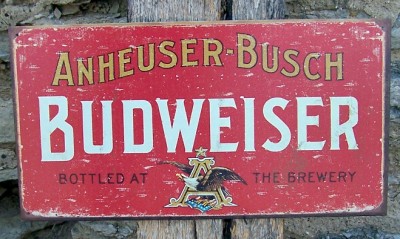 ANHEUSER-BUSCH
BUDWEISER
BOTTLED AT THE BREWERY